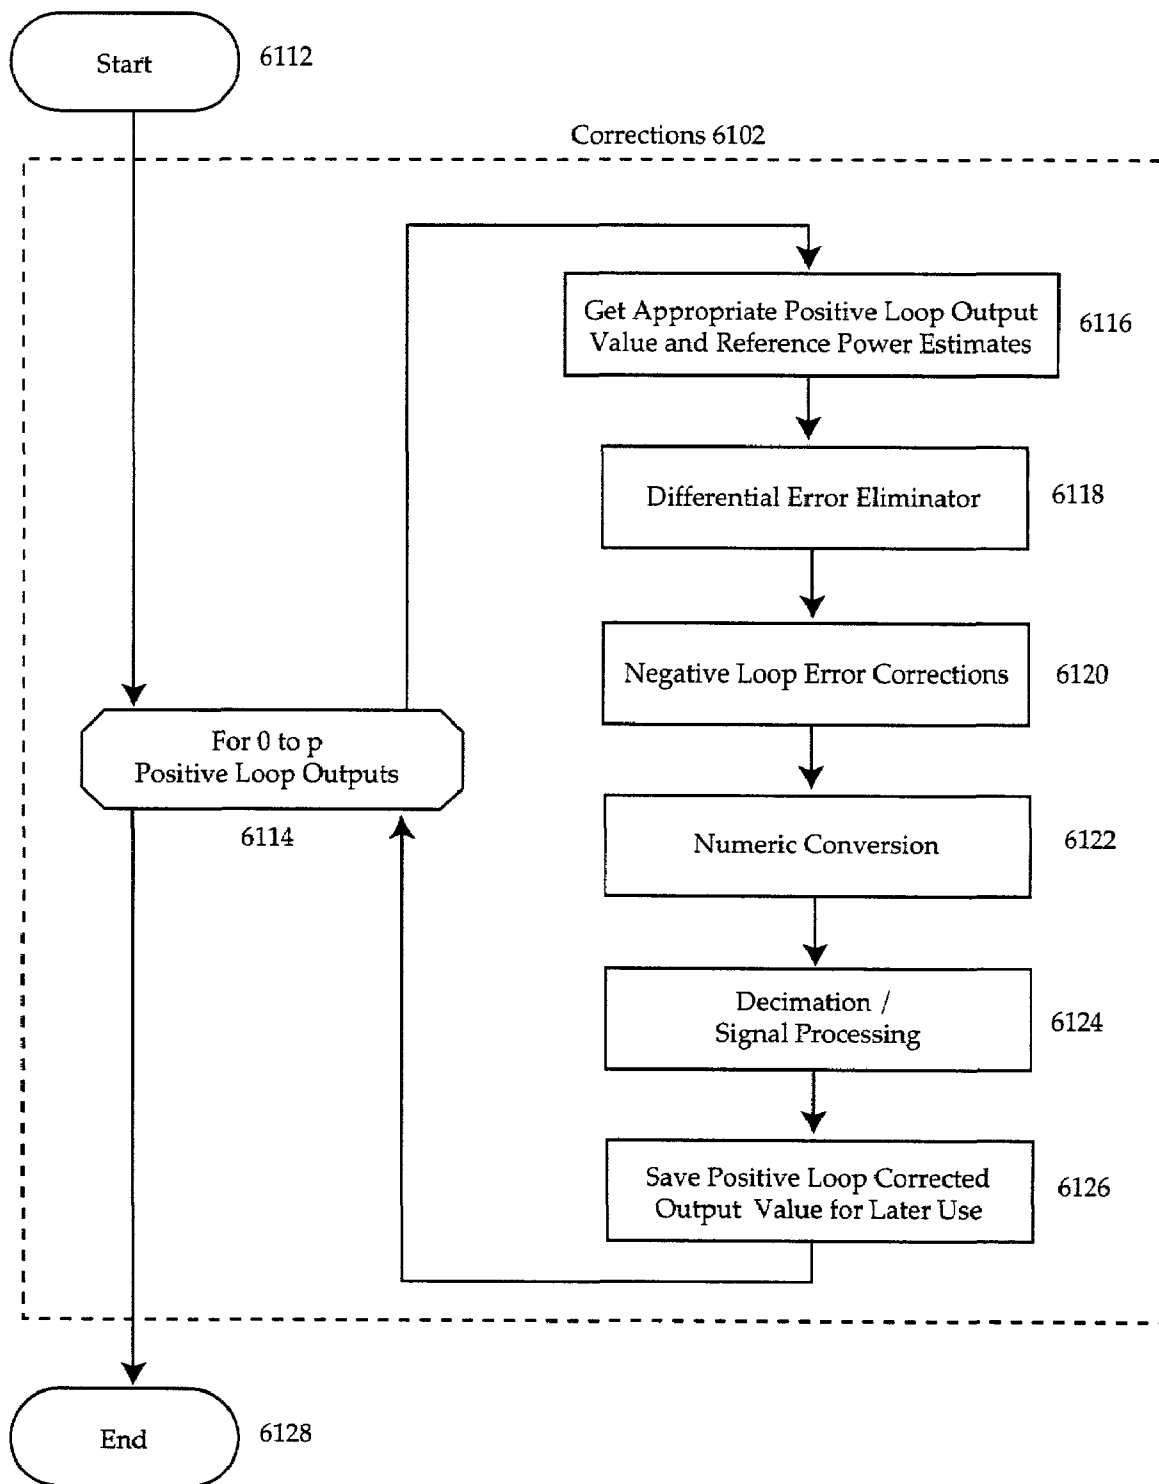 Start
6112
Corrections 6102
Get Appropriate Positive Loop Output
Value and Reference Power Estimates
6116
Differential Error Eliminator
6118
Negative Loop Error Corrections
6120
For 0 to p
Positive Loop Outputs
6114
Numeric Conversion
6122
Decimation /
Signal Processing
6124
Save Positive Loop Corrected
Output Value for Later Use
6126
End
6128